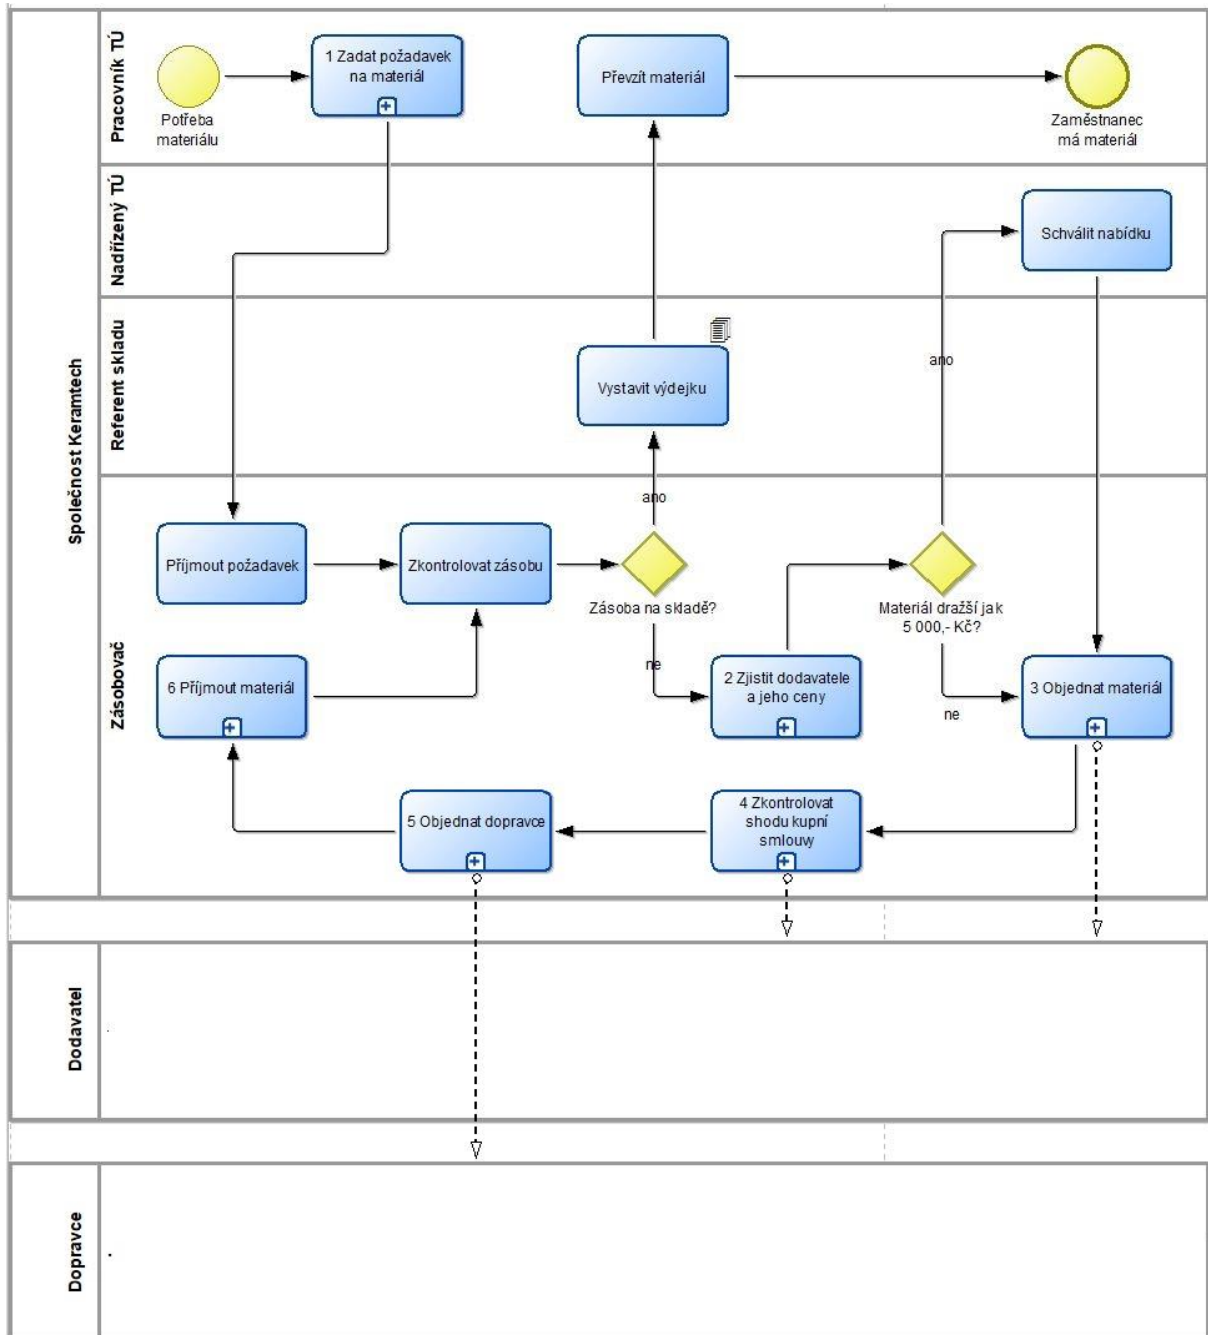 Společnost Keramtech
Pracovník TÚ
Potřeba
materiálu
1 Zadat požadavek
na materiál
Převzít materiál
Zaměstnanec
má materiál
Nadřízený TÚ
Schválit nabídku
Referent skladu
Vystavit výdejku
ano
ano
Zásobovač
Příjmout požadavek
Zkontrolovat zásobu
Zásoba na skladě?
Materiál dražší jak
5 000,- Kč?
ne
ne
6 Příjmout materiál
2 Zjistit dodavatele
a jeho ceny
3 Objednat materiál
5 Objednat dopravce
4 Zkontrolovat
shodu kupní
smlouvy
Dodavatel
Dopravce